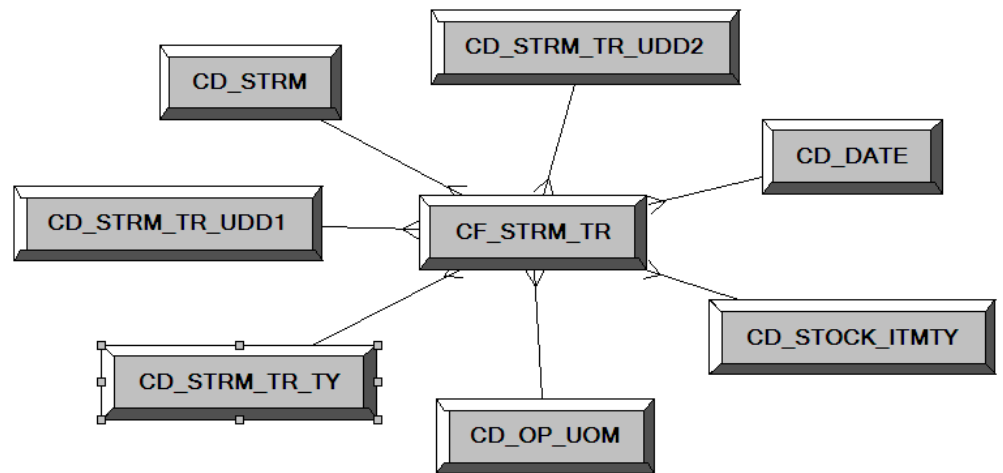 CD_STRM_TR_UDD2
CD_STRM
CD_DATE
CD_STRM_TR_UDD1
CF_STRM_TR
CD_STOCK_ITMTY
CD_STRM_TR_TY
CD_OP_UOM